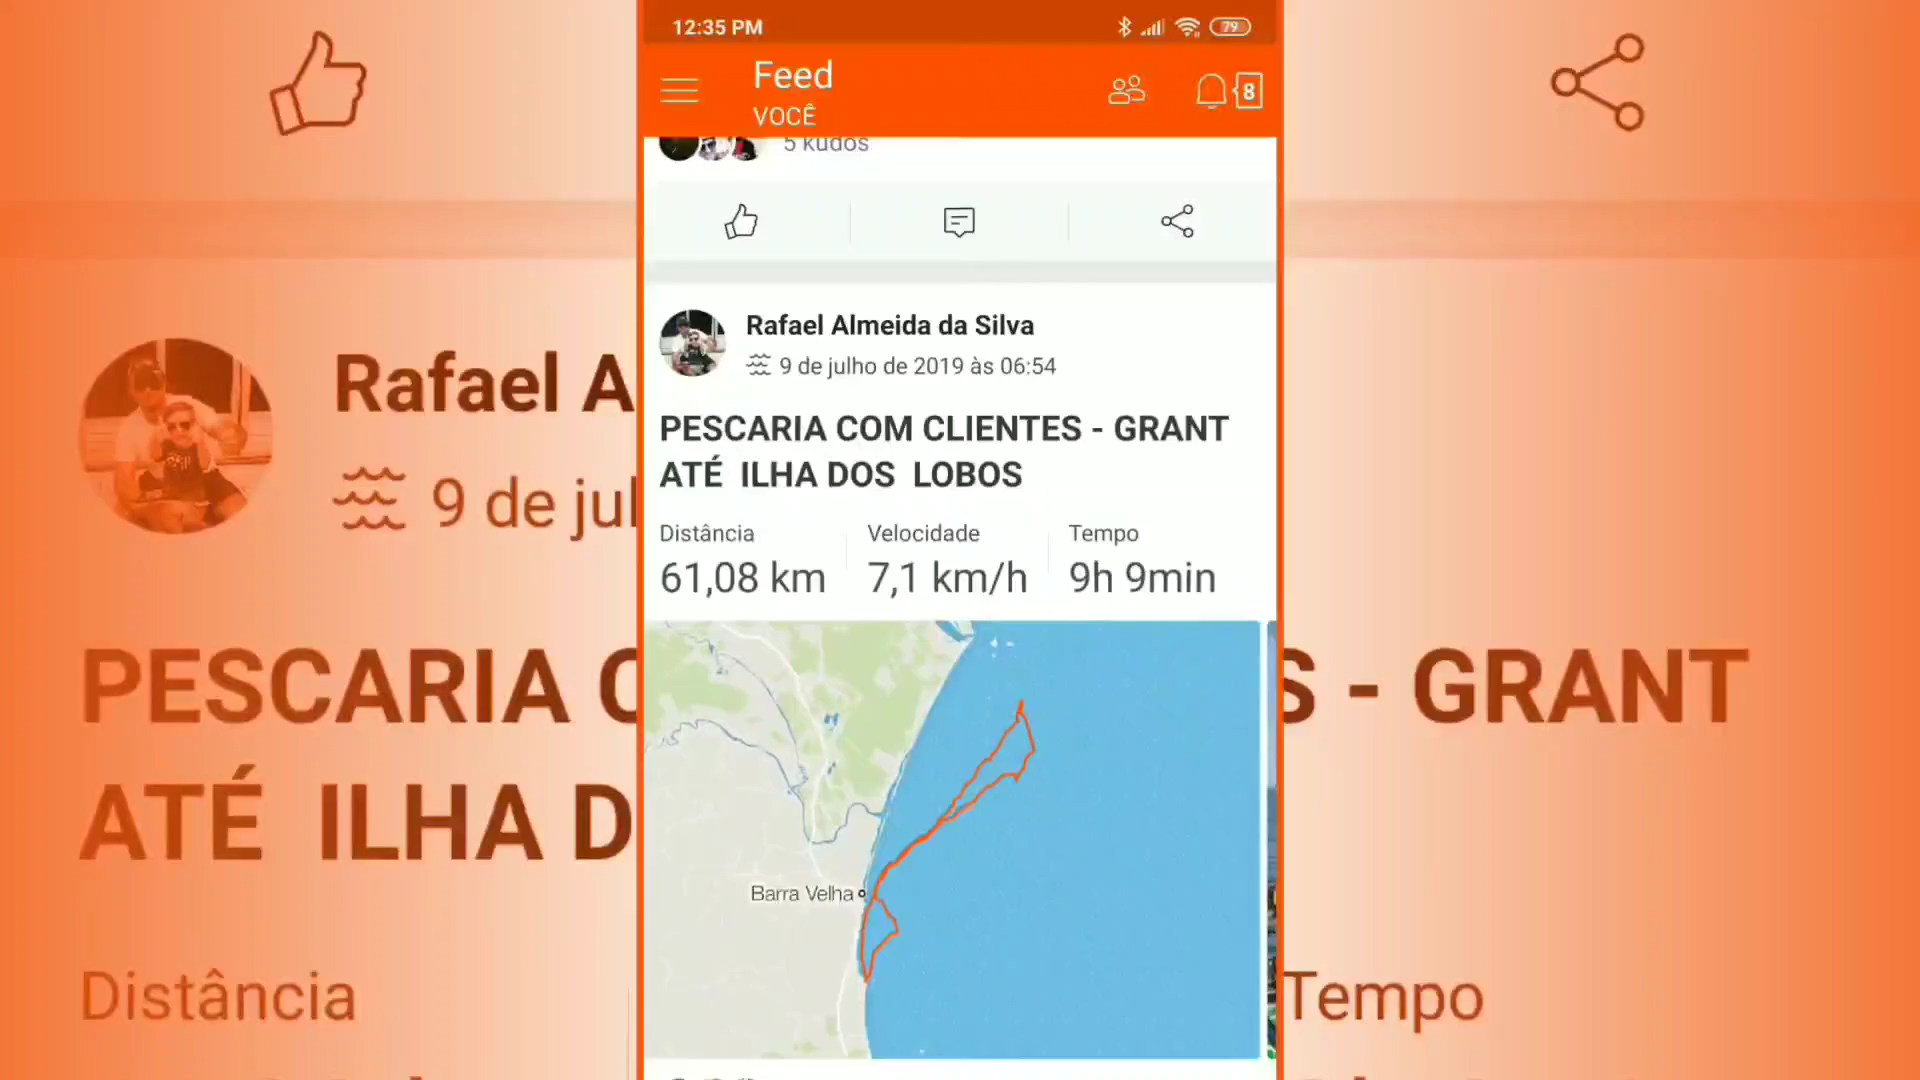 12:35 PM
79
Feed
VOCÊ
8
5 kudos
Rafael Almeida da Silva
9 de julho de 2019 às 06:54
PESCARIA COM CLIENTES - GRANT
ATÉ ILHA DOS LOBOS
Distância
Velocidade
Tempo
61,08 km
7,1 km/h
9h 9min
Barra Velha
Rafael A
9 de jul
PESCARIA C
S - GRANT
ATÉ ILHA D
Distância
Tempo